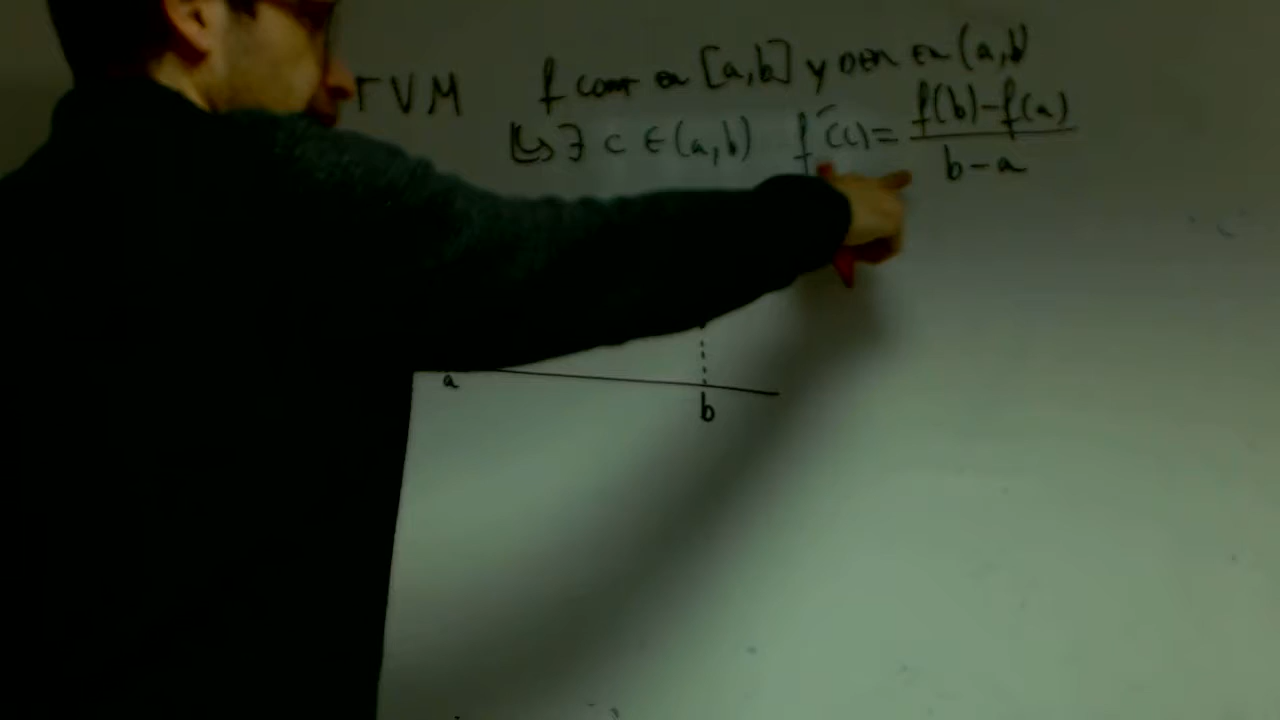 TVM f cont en [a,b] y der en (a,b)
↳ ∃ c ∈ (a,b) f'(c) = f(b)-f(a) / b-a
a
b